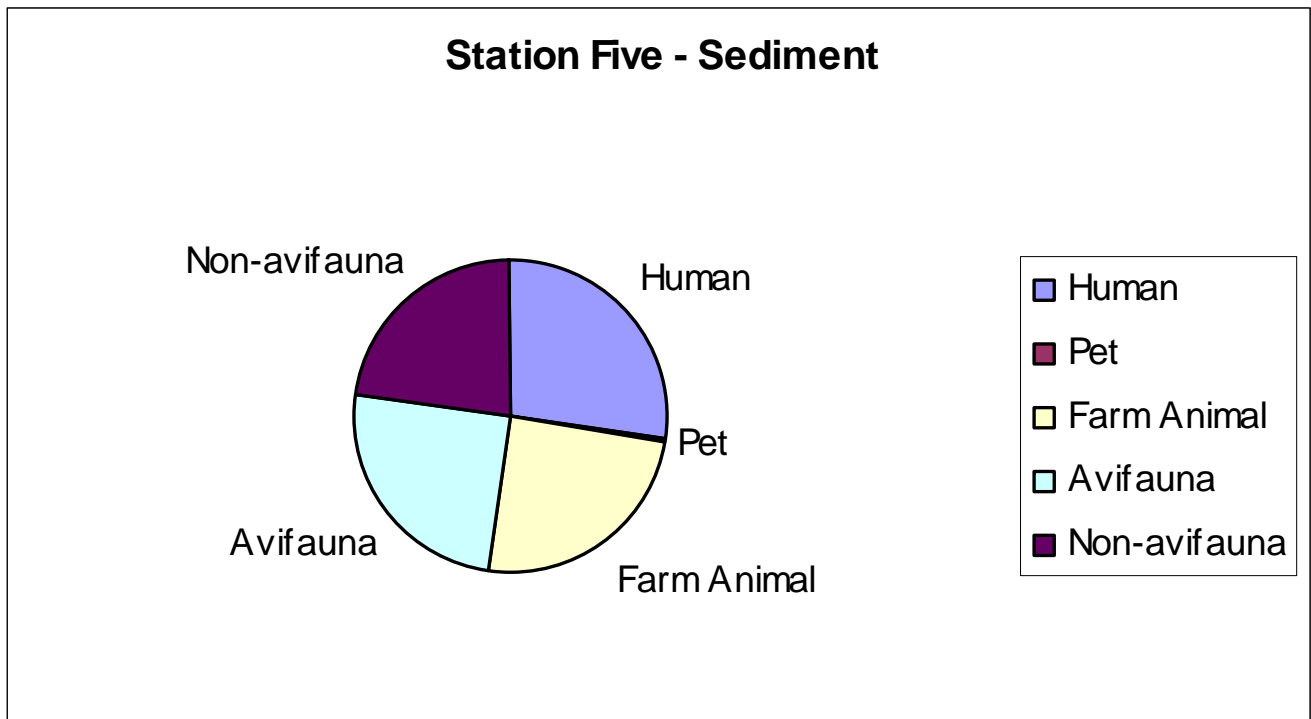 Station Five - Sediment
Non-avifauna
Human
Pet
Farm Animal
Avifauna
Human
Pet
Farm Animal
Avifauna
Non-avifauna